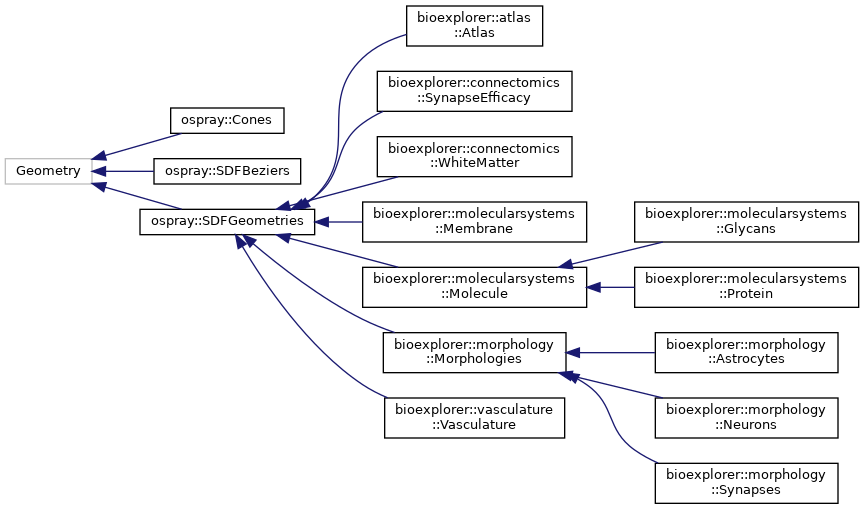 Geometry
ospray::Cones
ospray::SDFBeziers
ospray::SDFGeometries
bioexplorer::atlas
::Atlas
bioexplorer::connectomics
::SynapseEfficacy
bioexplorer::connectomics
::WhiteMatter
bioexplorer::molecularsystems
::Membrane
bioexplorer::molecularsystems
::Molecule
bioexplorer::morphology
::Morphologies
bioexplorer::vasculature
::Vasculature
bioexplorer::molecularsystems
::Glycans
bioexplorer::molecularsystems
::Protein
bioexplorer::morphology
::Astrocytes
bioexplorer::morphology
::Neurons
bioexplorer::morphology
::Synapses